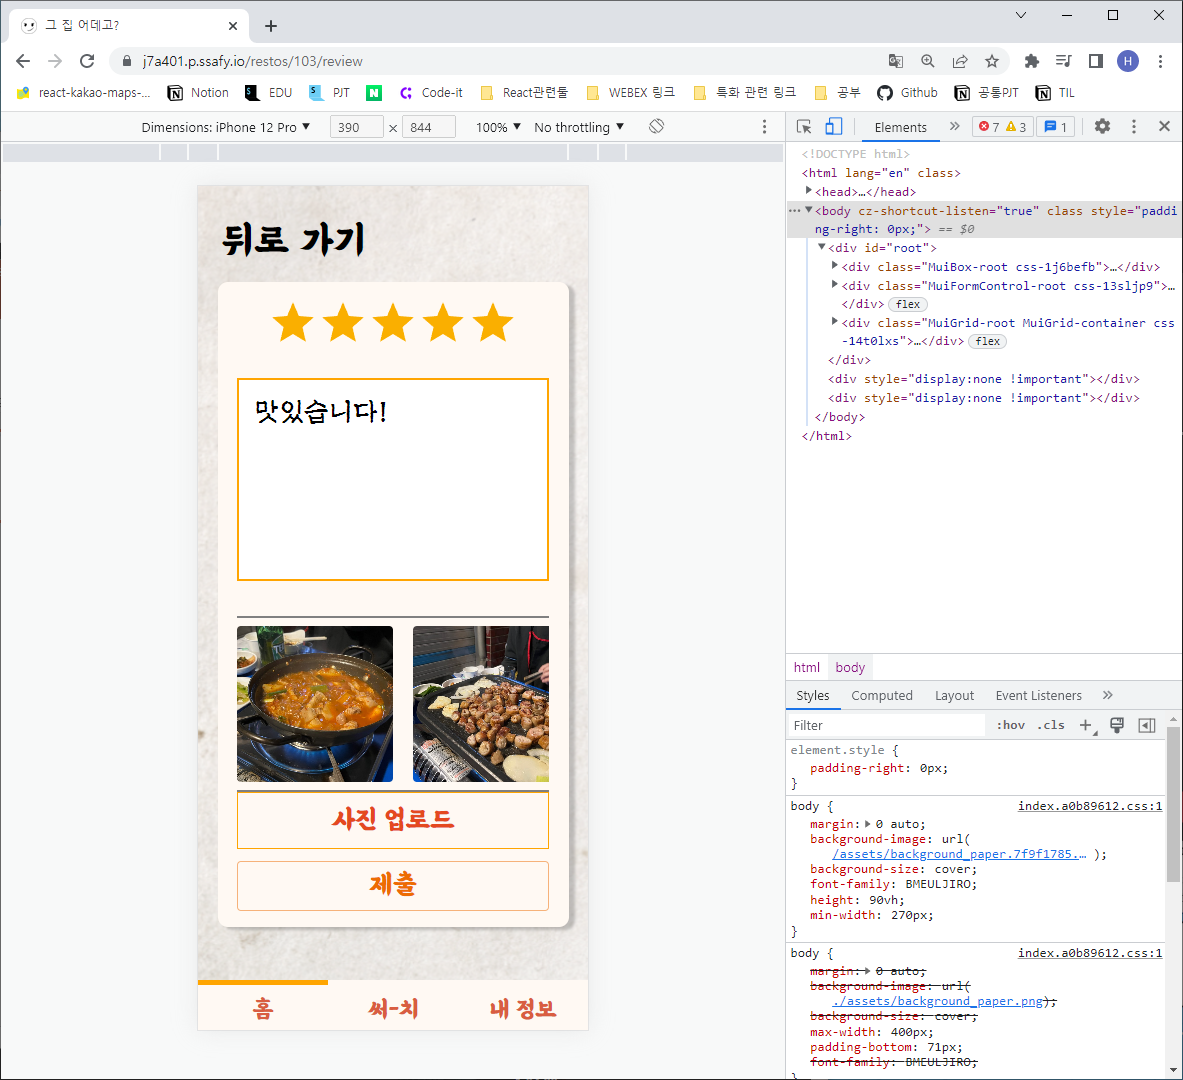 그 집 어데고?
j7a401.p.ssafy.io/restos/103/review
H
react-kakao-maps-...
Notion
EDU
PJT
Code-it
React관련툴
WEBEX 링크
특화 관련 링크
공부
Github
공통PJT
TIL
Dimensions: iPhone 12 Pro
390
×
844
100%
No throttling
Elements
7
3
1
뒤로 가기
맛있습니다!
사진 업로드
제출
홈
써-치
내 정보
<!DOCTYPE html>
<html lang="en" class>
<head>…</head>
<body cz-shortcut-listen="true" class style="paddi
ng-right: 0px;"> == $0
<div id="root">
<div class="MuiBox-root css-1j6befb">…</div>
<div class="MuiFormControl-root css-13sljp9">…
</div> flex
<div class="MuiGrid-root MuiGrid-container css
-14t0lxs">…</div> flex
</div>
<div style="display:none !important"></div>
<div style="display:none !important"></div>
</body>
</html>
html
body
Styles
Computed
Layout
Event Listeners
Filter
:hov
.cls
element.style {
padding-right: 0px;
}
body {
index.a0b89612.css:1
margin: 0 auto;
background-image: url(
/assets/background_paper.7f9f1785.… );
background-size: cover;
font-family: BMEULJIRO;
height: 90vh;
min-width: 270px;
}
body {
index.a0b89612.css:1
margin: 0 auto;
background-image: url(
./assets/background_paper.png);
background-size: cover;
max-width: 400px;
padding-bottom: 71px;
font-family: BMEULJIRO;
}